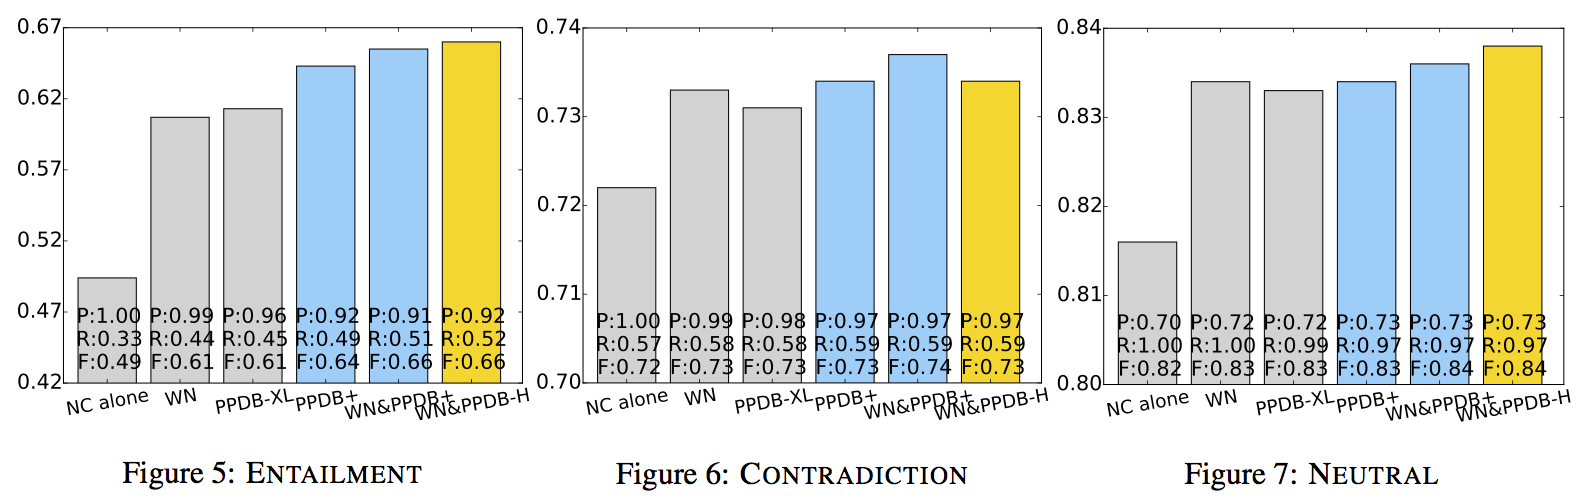 0.67
0.62
0.57
0.52
0.47
0.42
P:1.00 P:0.99 P:0.96 P:0.92 P:0.91 P:0.92
R:0.33 R:0.44 R:0.45 R:0.49 R:0.51 R:0.52
F:0.49 F:0.61 F:0.61 F:0.64 F:0.66 F:0.66
NC alone WN PPDB-XL PPDB+ WN&PPDB+ WN&PPDB-H
Figure 5: ENTAILMENT
0.74
0.73
0.72
0.71
0.70
P:1.00 P:0.99 P:0.98 P:0.97 P:0.97 P:0.97
R:0.57 R:0.58 R:0.58 R:0.59 R:0.59 R:0.59
F:0.72 F:0.73 F:0.73 F:0.73 F:0.74 F:0.73
NC alone WN PPDB-XL PPDB+ WN&PPDB+ WN&PPDB-H
Figure 6: CONTRADICTION
0.84
0.83
0.82
0.81
0.80
P:0.70 P:0.72 P:0.72 P:0.73 P:0.73 P:0.73
R:1.00 R:1.00 R:0.99 R:0.97 R:0.97 R:0.97
F:0.82 F:0.83 F:0.83 F:0.83 F:0.84 F:0.84
NC alone WN PPDB-XL PPDB+ WN&PPDB+ WN&PPDB-H
Figure 7: NEUTRAL